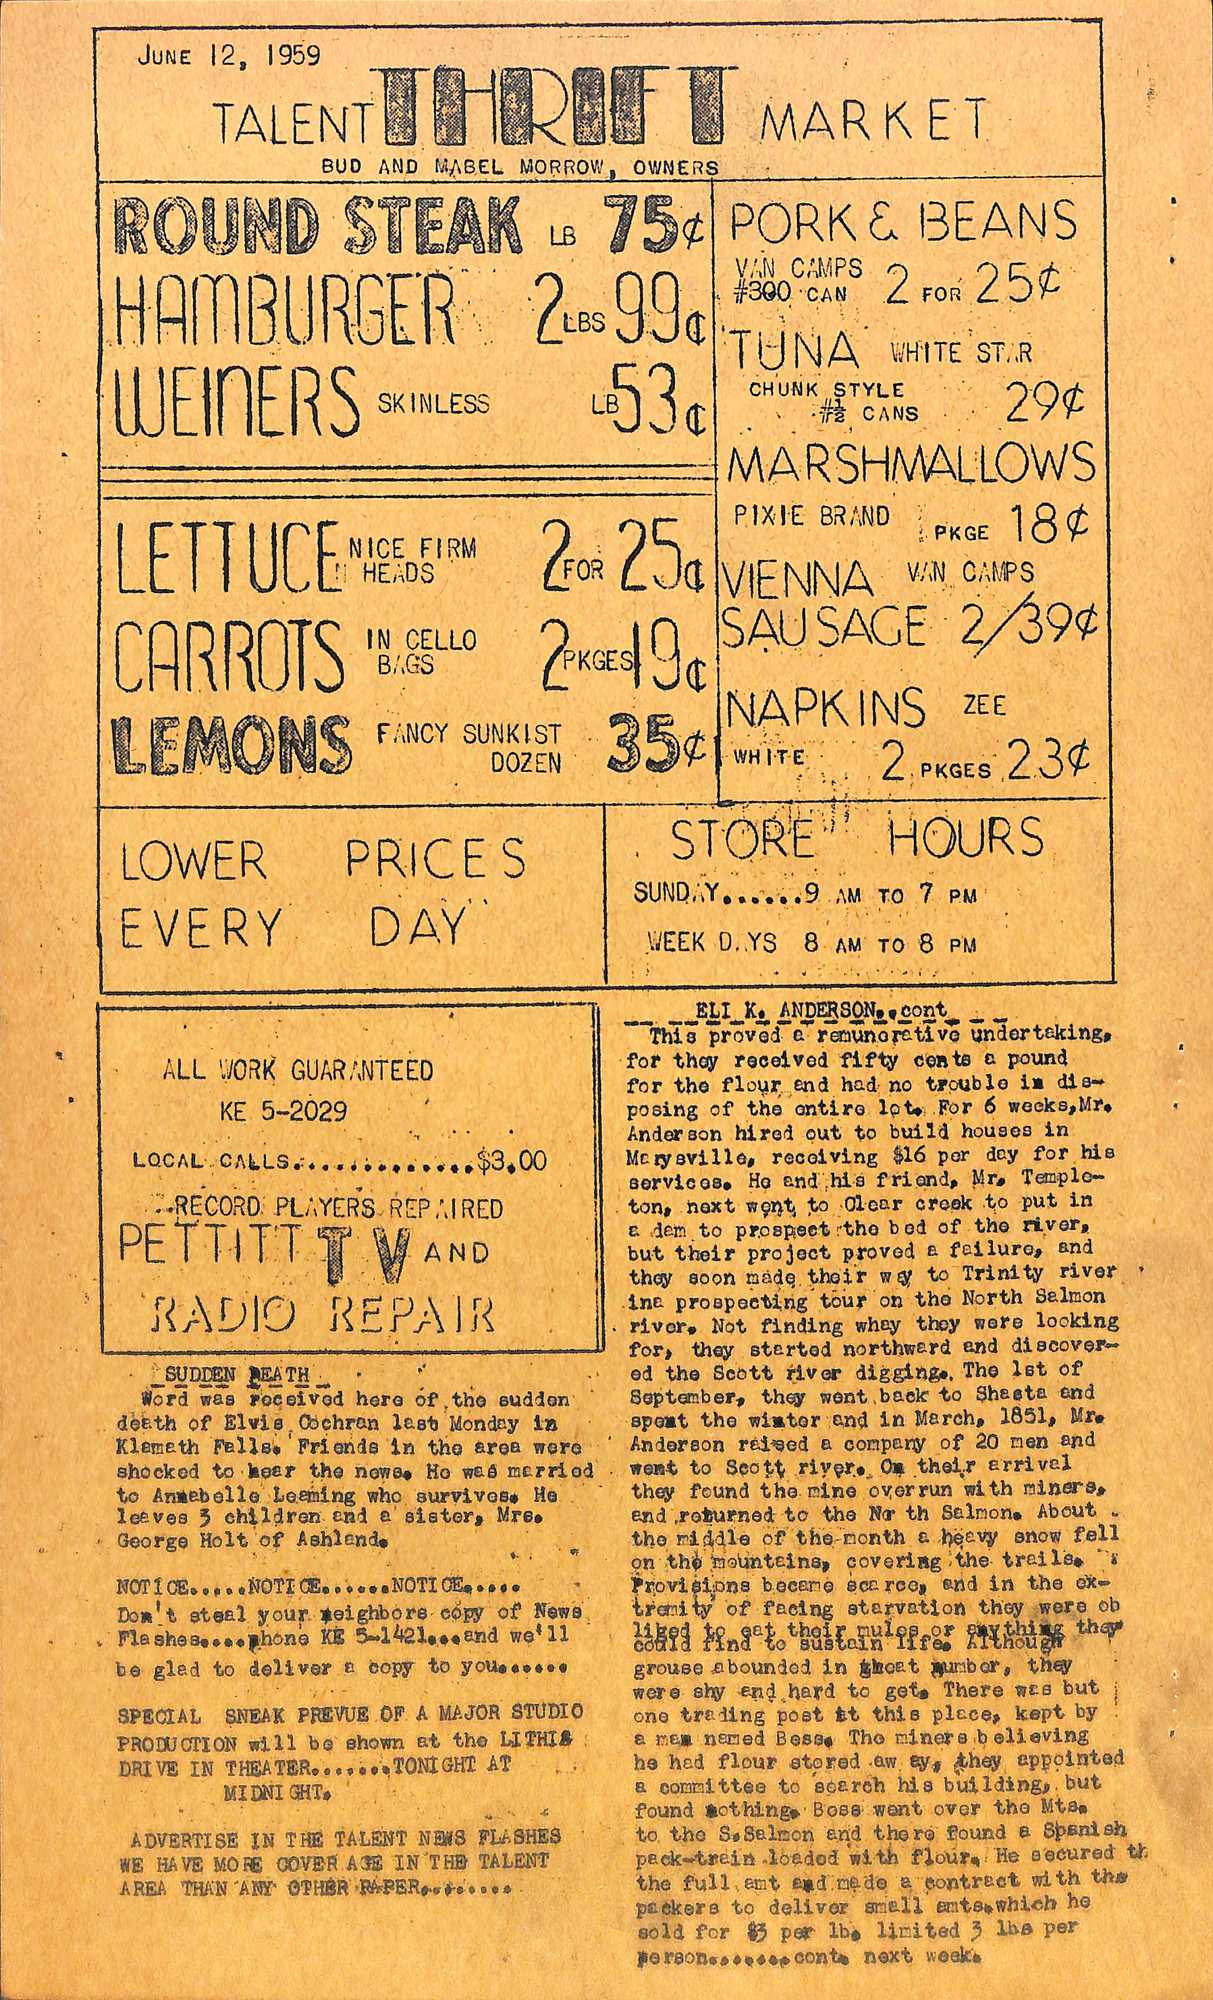 JUNE 12, 1959
TALENT THRIFT MARKET
BUD AND MABEL MORROW, OWNERS
ROUND STEAK LB 75¢
HAMBURGER 2 LBS 99¢
WEINERS SKINLESS LB 53¢
LETTUCE NICE FIRM HEADS 2 FOR 25¢
CARROTS IN CELLO BAGS 2 PKGES 19¢
LEMONS FANCY SUNKIST DOZEN 35¢
PORK & BEANS
VAN CAMPS
#300 CAN 2 FOR 25¢
TUNA WHITE STAR
CHUNK STYLE
#½ CANS 29¢
MARSHMALLOWS
PIXIE BRAND PKGE 18¢
VIENNA VAN CAMPS
SAUSAGE 2/39¢
NAPKINS ZEE
WHITE 2 PKGES 23¢
LOWER PRICES
EVERY DAY
STORE HOURS
SUNDAY......9 AM TO 7 PM
WEEK DAYS 8 AM TO 8 PM
ALL WORK GUARANTEED
KE 5-2029
LOCAL CALLS..............$3.00
RECORD PLAYERS REPAIRED
PETTITT TV AND
RADIO REPAIR
SUDDEN DEATH
Word was received here of the sudden
death of Elvis Cochran last Monday in
Klamath Falls. Friends in the area were
shocked to hear the news. He was married
to Annabelle Leeming who survives. He
leaves 3 children and a sister, Mrs.
George Holt of Ashland.
NOTICE.....NOTICE......NOTICE.....
Don't steal your neighbors copy of News
Flashes....phone KE 5-1421...and we'll
be glad to deliver a copy to you......
SPECIAL SNEAK PREVUE OF A MAJOR STUDIO
PRODUCTION will be shown at the LITHIA
DRIVE IN THEATER.......TONIGHT AT
MIDNIGHT.
ADVERTISE IN THE TALENT NEWS FLASHES
WE HAVE MORE COVERAGE IN THE TALENT
AREA THAN ANY OTHER PAPER........
ELI K. ANDERSON..cont
This proved a remunorative undertaking,
for they received fifty cents a pound
for the flour and had no trouble in dis-
posing of the entire lot. For 6 weeks,Mr.
Anderson hired out to build houses in
Marysville, receiving $16 per day for his
services. He and his friend, Mr. Temple-
ton, next went to Clear creek to put in
a dam to prospect the bed of the river,
but their project proved a failure, and
they soon made their way to Trinity river
ina prospecting tour on the North Salmon
river. Not finding whay they were looking
for, they started northward and discover-
ed the Scott river digging. The 1st of
September, they went back to Shasta and
spent the winter and in March, 1851, Mr.
Anderson raised a company of 20 men and
went to Scott river. On their arrival
they found the mine overrun with miners,
and returned to the North Salmon. About
the middle of the month a heavy snow fell
on the mountains, covering the trails.
Provisions became scarce, and in the ex-
tremity of facing starvation they were ob
liged to eat their mules or anything they
could find to sustain life. Although
grouse abounded in great number, they
were shy and hard to get. There was but
one trading post at this place, kept by
a man named Bess. The miners believing
he had flour stored away, they appointed
a committee to search his building, but
found nothing. Bess went over the Mts.
to the S.Salmon and there found a Spanish
pack-train loaded with flour. He secured th
the full amt and made a contract with the
packers to deliver small amts.which he
sold for $3 per lb. limited 3 lbs per
person.......cont. next week.